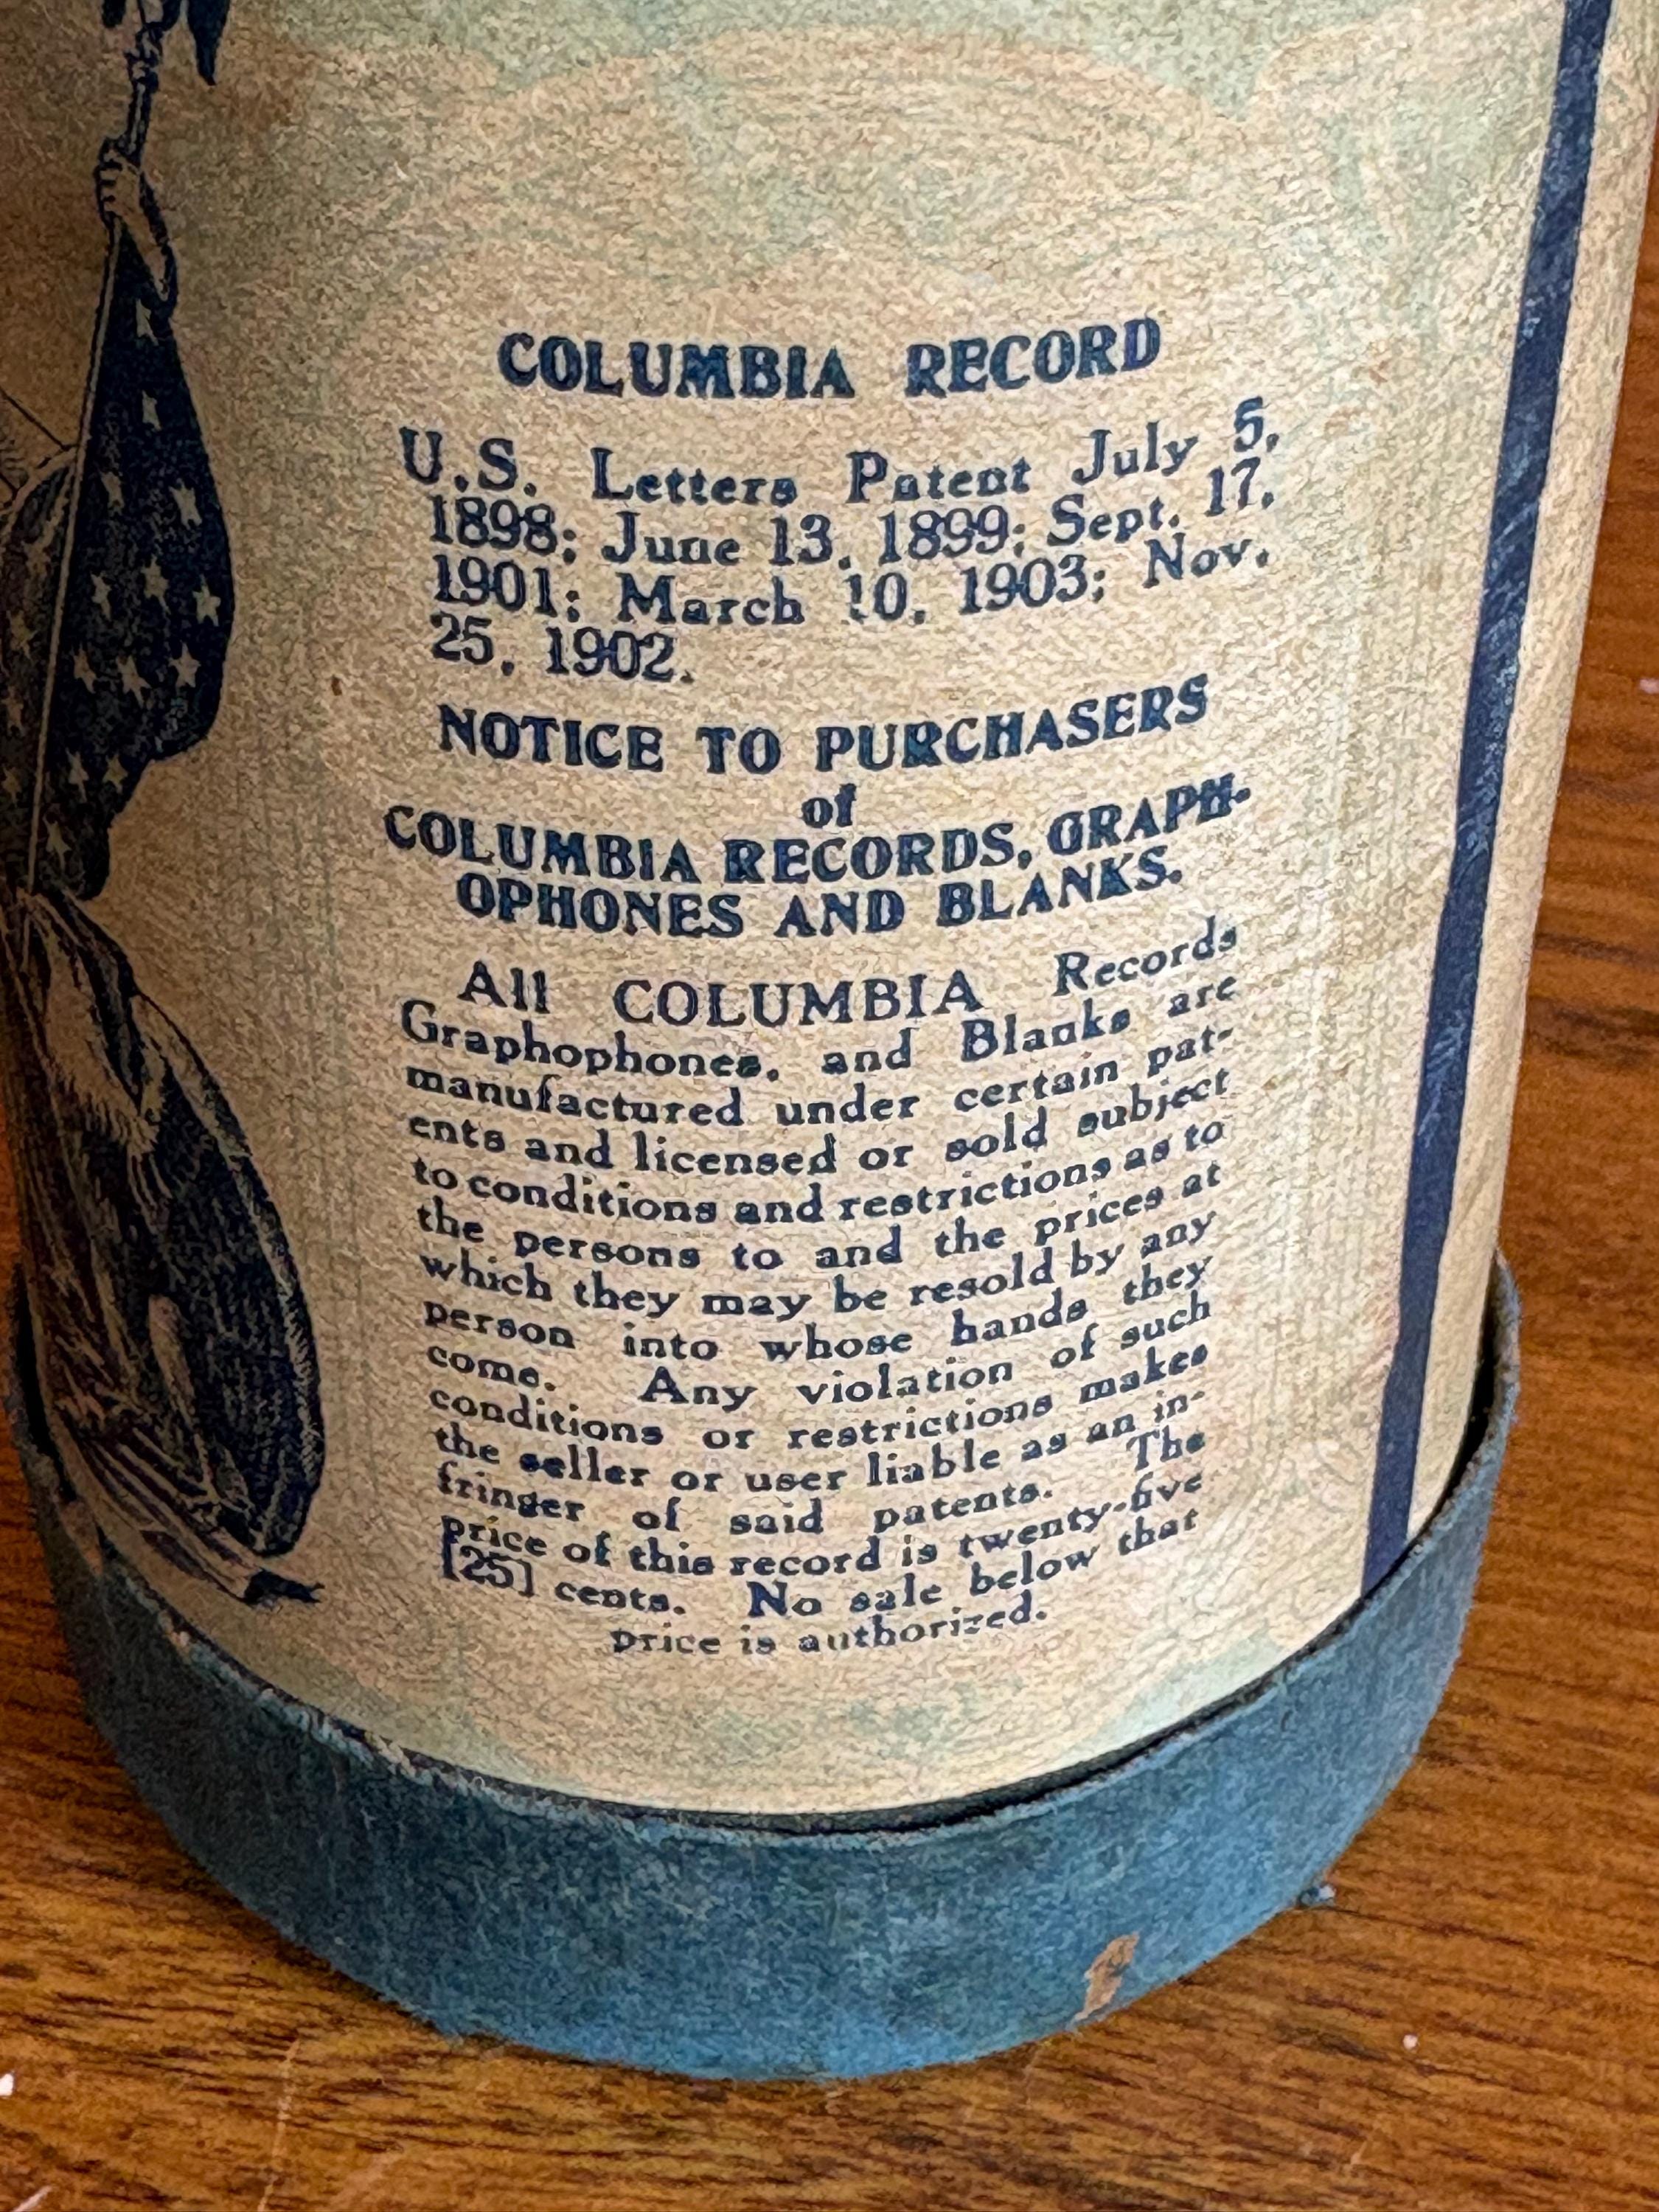 COLUMBIA RECORD
U.S. Letters Patent July 5,
1898; June 13, 1899; Sept. 17,
1901; March 10, 1903; Nov.
25, 1902.
NOTICE TO PURCHASERS
of
COLUMBIA RECORDS, GRAPH-
OPHONES AND BLANKS.
All COLUMBIA Records
Graphophones, and Blanks are
manufactured under certain pat-
ents and licensed or sold subject
to conditions and restrictions as to
the persons to and the prices at
which they may be resold by any
person into whose hands they
come. Any violation of such
conditions or restrictions makes
the seller or user liable as an in-
fringer of said patents. The
price of this record is twenty-five
[25] cents. No sale below that
price is authorized.